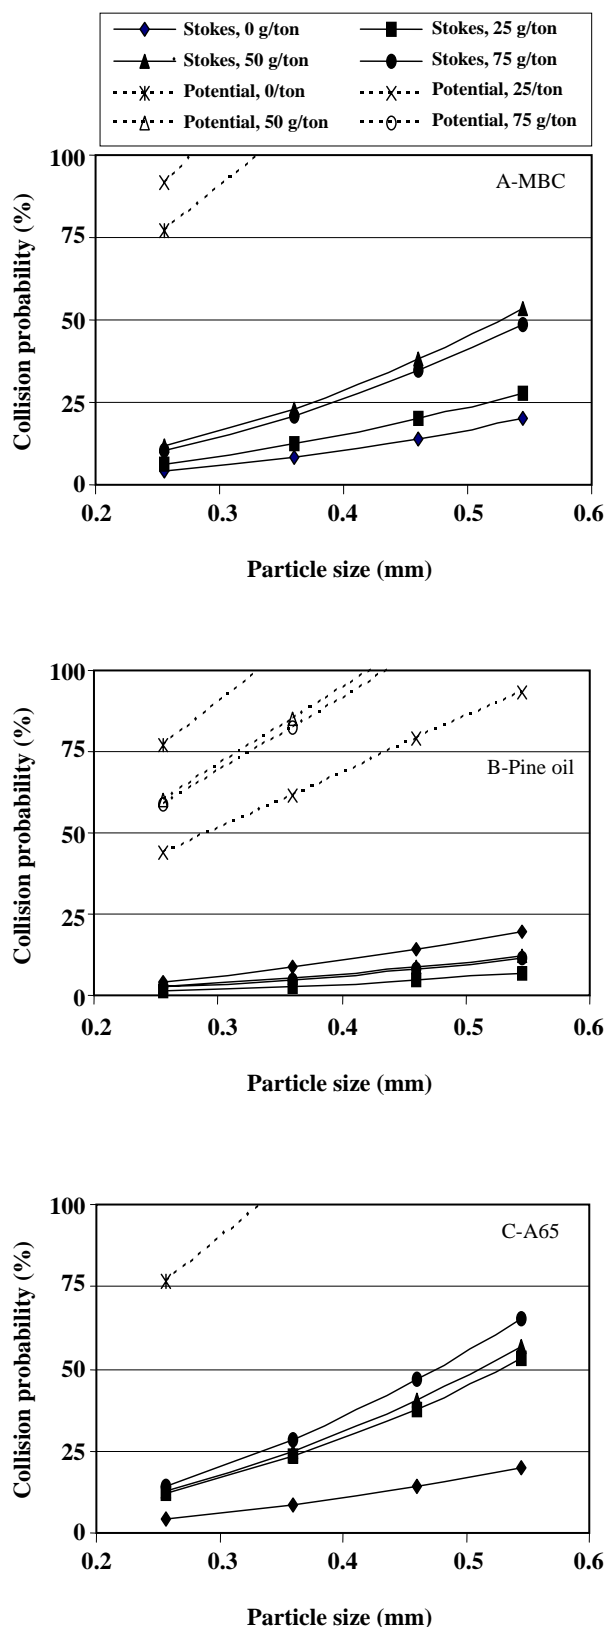 Stokes, 0 g/ton
Stokes, 25 g/ton
Stokes, 50 g/ton
Stokes, 75 g/ton
Potential, 0/ton
Potential, 25/ton
Potential, 50 g/ton
Potential, 75 g/ton
100
75
50
25
0
Collision probability (%)
A-MBC
0.2
0.3
0.4
0.5
0.6
Particle size (mm)
100
75
50
25
0
Collision probability (%)
B-Pine oil
0.2
0.3
0.4
0.5
0.6
Particle size (mm)
100
75
50
25
0
Collision probability (%)
C-A65
0.2
0.3
0.4
0.5
0.6
Particle size (mm)